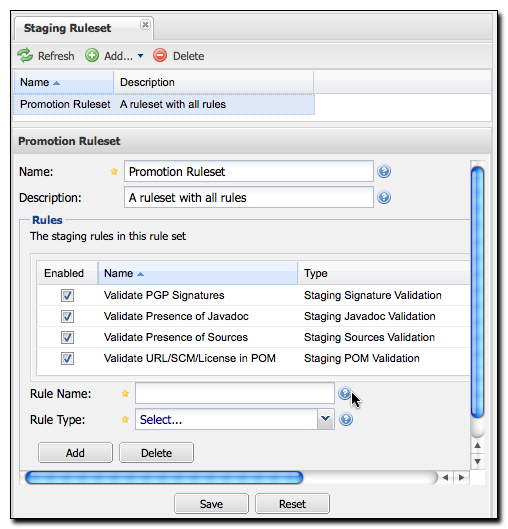 Staging Ruleset
Refresh Add... Delete
Name Description
Promotion Ruleset A ruleset with all rules
Promotion Ruleset
Name: Promotion Ruleset
Description: A ruleset with all rules
Rules
The staging rules in this rule set
Enabled Name Type
Validate PGP Signatures Staging Signature Validation
Validate Presence of Javadoc Staging Javadoc Validation
Validate Presence of Sources Staging Sources Validation
Validate URL/SCM/License in POM Staging POM Validation
Rule Name:
Rule Type: Select...
Add Delete
Save Reset